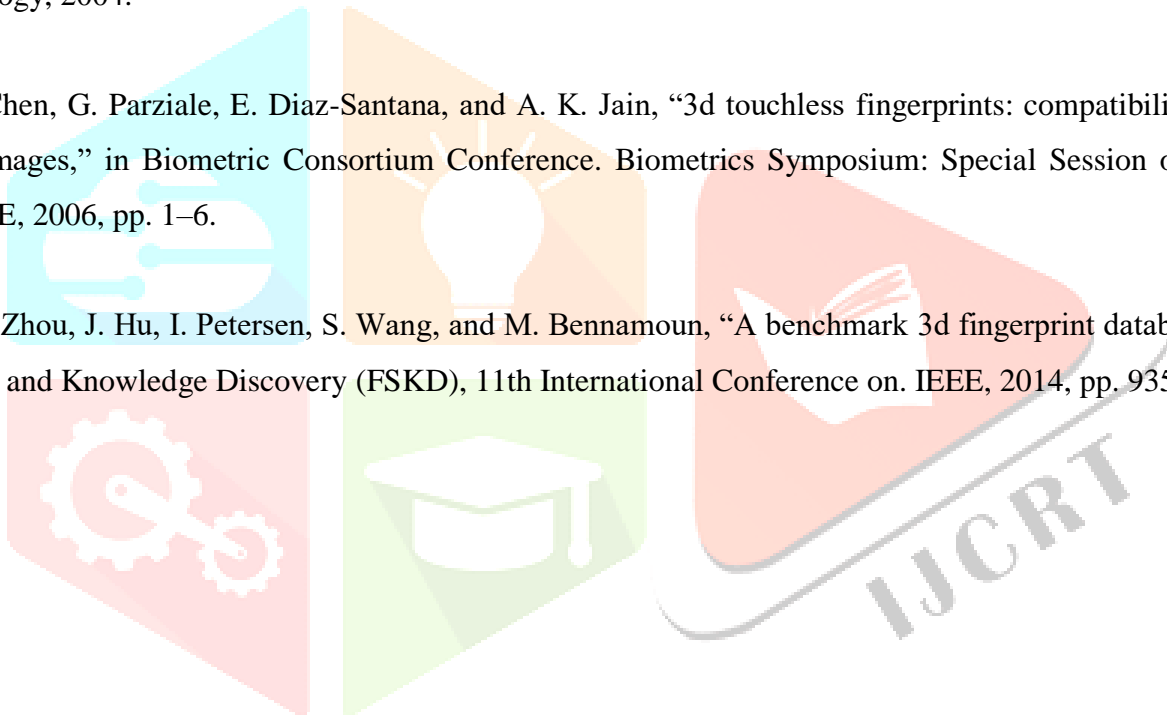 2004.
Chen, G. Parziale, E. Diaz-Santana, and A. K. Jain, “3d touchless fingerprints: compatibili
in Biometric Consortium Conference. Biometrics Symposium: Special Session o
2006, pp. 1–6.
Zhou, J. Hu, I. Petersen, S. Wang, and M. Bennamoun, “A benchmark 3d fingerprint datab
and Knowledge Discovery (FSKD), 11th International Conference on. IEEE, 2014, pp. 935
IJCRT